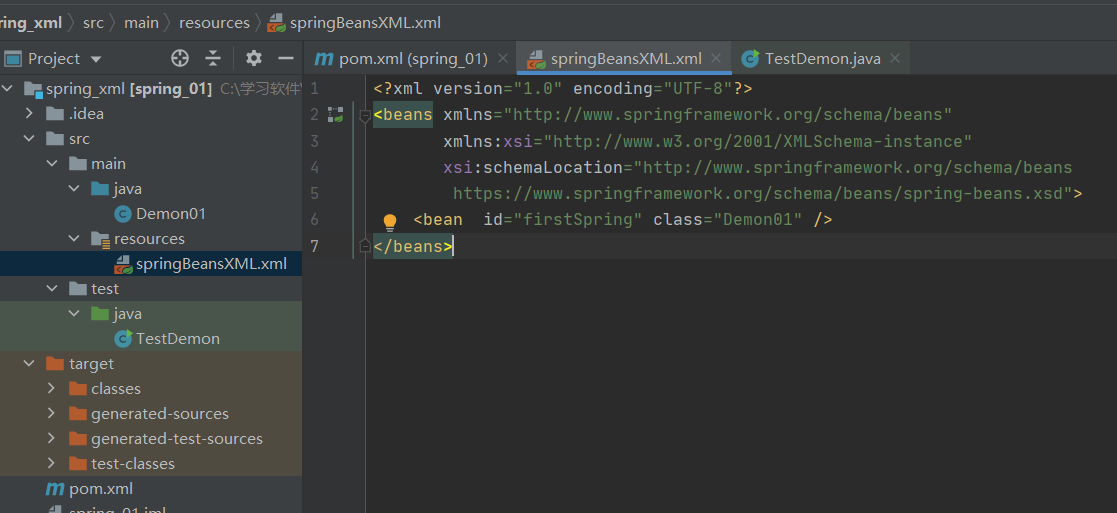 ring_xml 〉 src 〉 main 〉 resources 〉 springBeansXML.xml
Project
pom.xml (spring_01)
springBeansXML.xml
TestDemon.java
spring_xml [spring_01] C:\学习软件\
.idea
src
main
java
Demon01
resources
springBeansXML.xml
test
java
TestDemon
target
classes
generated-sources
generated-test-sources
test-classes
pom.xml
spring_01.iml
1 <?xml version="1.0" encoding="UTF-8"?>
2 <beans xmlns="http://www.springframework.org/schema/beans"
3 xmlns:xsi="http://www.w3.org/2001/XMLSchema-instance"
4 xsi:schemaLocation="http://www.springframework.org/schema/beans
5 https://www.springframework.org/schema/beans/spring-beans.xsd">
6 <bean  id="firstSpring" class="Demon01" />
7 </beans>